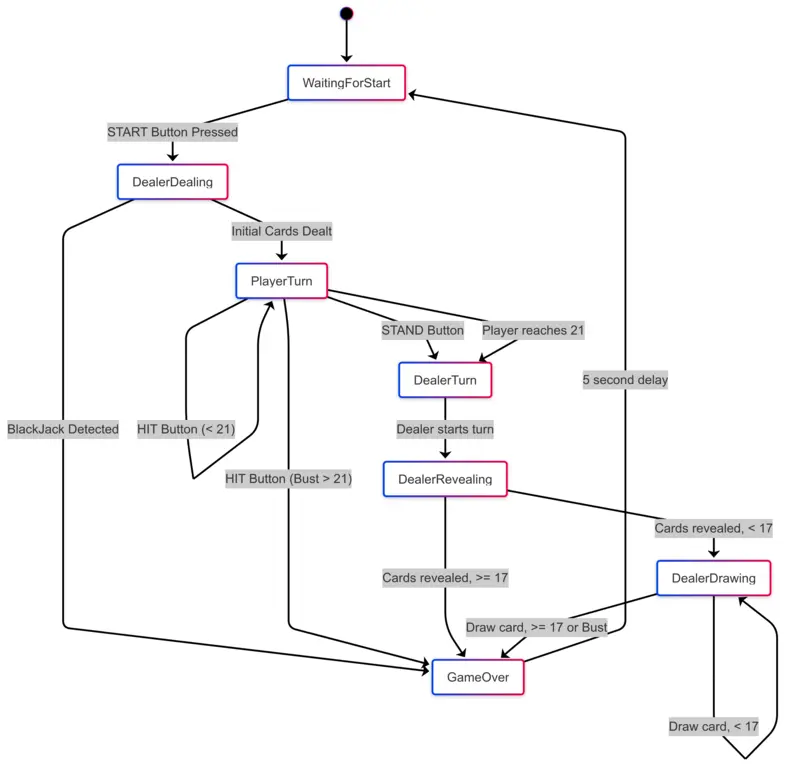 WaitingForStart
START Button Pressed
DealerDealing
Initial Cards Dealt
PlayerTurn
STAND Button
Player reaches 21
DealerTurn
5 second delay
BlackJack Detected
HIT Button (< 21)
Dealer starts turn
HIT Button (Bust > 21)
DealerRevealing
Cards revealed, < 17
Cards revealed, >= 17
DealerDrawing
Draw card, >= 17 or Bust
GameOver
Draw card, < 17